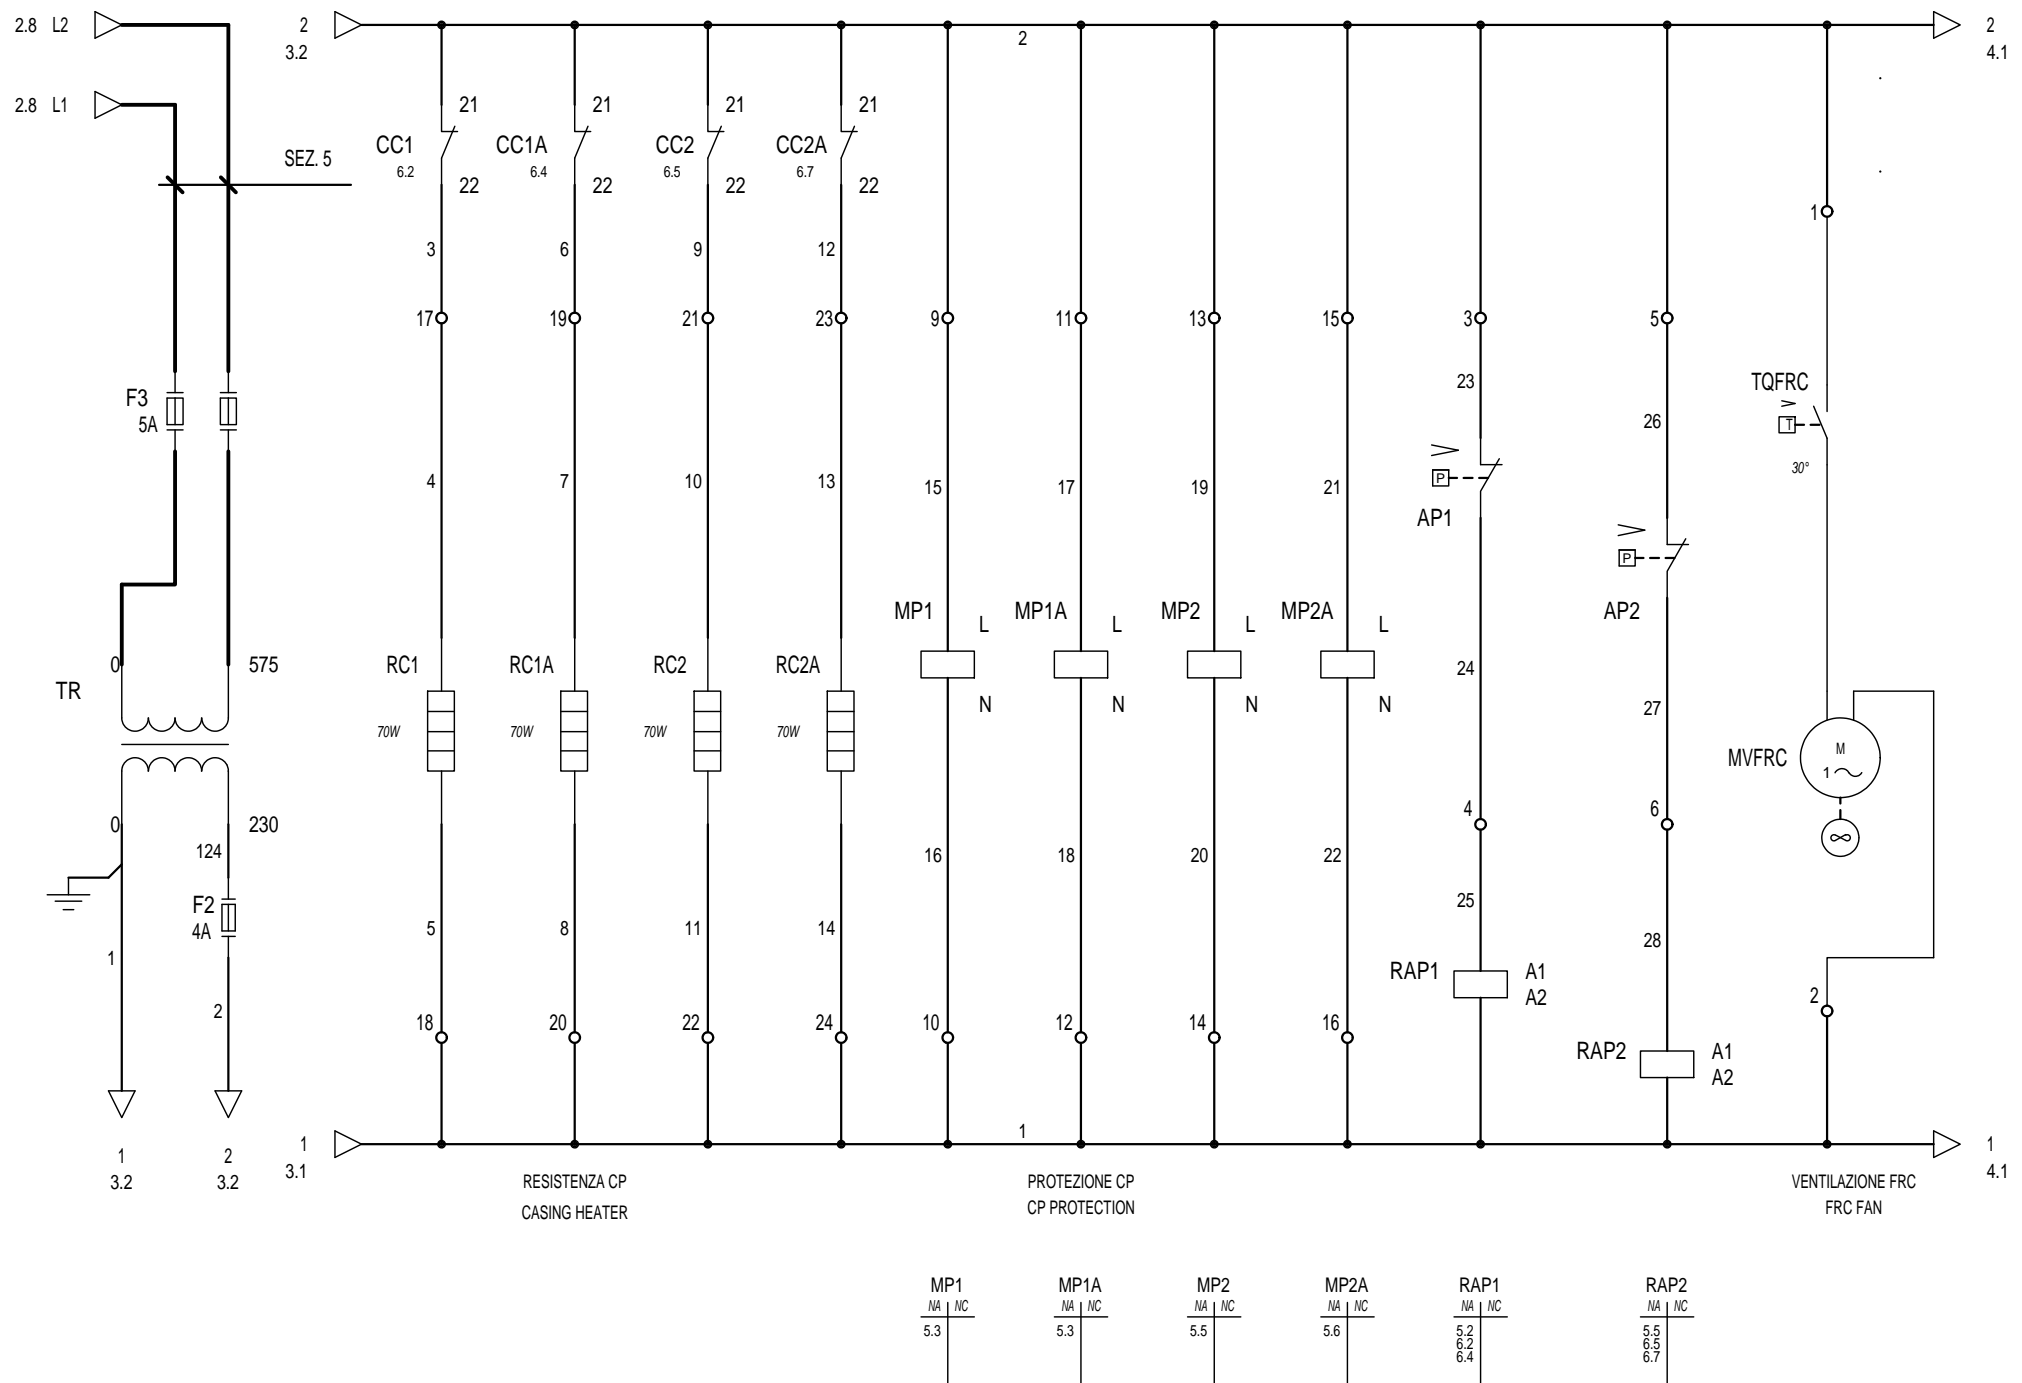 2.8 L2
2
3.2
2
2
4.1
2.8 L1
21
21
21
21
CC1
CC1A
CC2
CC2A
6.2
6.4
6.5
6.7
SEZ. 5
22
22
22
22
1
3
6
9
12
17
19
21
23
9
11
13
15
3
5
F3
5A
23
TQFRC
T
30°
26
4
7
10
13
15
17
19
21
P
AP1
P
AP2
MP1
L
MP1A
L
MP2
L
MP2A
L
0
575
TR
RC1
RC1A
RC2
RC2A
24
N
N
N
N
27
70W
70W
70W
70W
MVFRC
M
1
0
230
124
4
6
16
18
20
22
F2
4A
25
5
8
11
14
28
1
RAP1
A1
A2
2
2
18
20
22
24
10
12
14
16
RAP2
A1
A2
1
3.2
2
3.2
1
3.1
1
1
4.1
RESISTENZA CP
CASING HEATER
PROTEZIONE CP
CP PROTECTION
VENTILAZIONE FRC
FRC FAN
MP1
NA NC
5.3
MP1A
NA NC
5.3
MP2
NA NC
5.5
MP2A
NA NC
5.6
RAP1
NA NC
5.2
6.2
6.4
RAP2
NA NC
5.5
6.5
6.7